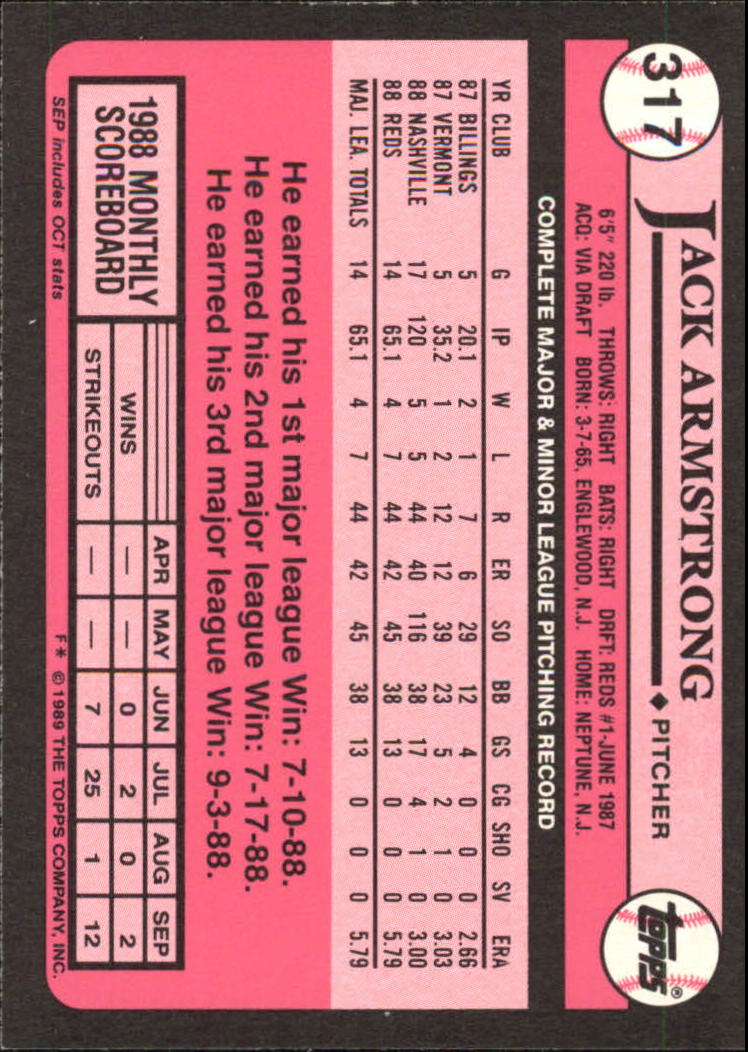 317
JACK ARMSTRONG ◆ PITCHER
TOPPS®
6'5" 220 lb. THROWS: RIGHT BATS: RIGHT DRFT: REDS #1-JUNE 1987
ACQ: VIA DRAFT BORN: 3-7-65, ENGLEWOOD, N.J. HOME: NEPTUNE, N.J.
COMPLETE MAJOR & MINOR LEAGUE PITCHING RECORD
YR CLUB G IP W L R ER SO BB GS CG SHO SV ERA
87 BILLINGS 5 20.1 2 1 7 6 29 12 4 0 0 0 2.66
87 VERMONT 5 35.2 1 2 12 12 39 23 5 2 1 0 3.03
88 NASHVILLE 17 120 5 5 44 40 116 38 17 4 1 0 3.00
88 REDS 14 65.1 4 7 44 42 45 38 13 0 0 0 5.79
MAJ. LEA. TOTALS 14 65.1 4 7 44 42 45 38 13 0 0 0 5.79
He earned his 1st major league Win: 7-10-88.
He earned his 2nd major league Win: 7-17-88.
He earned his 3rd major league Win: 9-3-88.
1988 MONTHLY
SCOREBOARD
APR MAY JUN JUL AUG SEP
WINS — — 0 2 0 2
STRIKEOUTS — — 7 25 1 12
SEP includes OCT stats
F* © 1989 THE TOPPS COMPANY, INC.